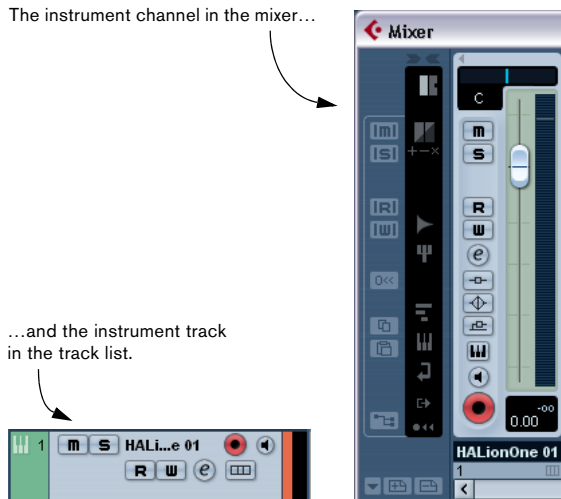 The instrument channel in the mixer…
Mixer
C
m
|m|
S
|S|
+−×
R
|R|
W
|W|
e
0<<
-oo
0.00
HALionOne 01
1
…and the instrument track
in the track list.
1 m S HALi...e 01
R W e